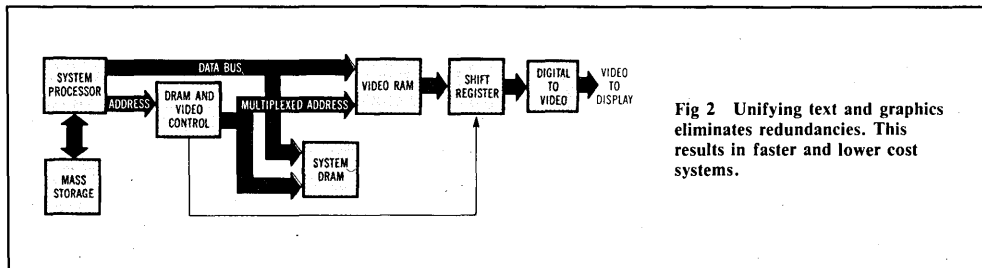 SYSTEM
PROCESSOR
DATA BUS
ADDRESS
DRAM AND
VIDEO
CONTROL
MULTIPLEXED ADDRESS
VIDEO RAM
SHIFT
REGISTER
DIGITAL
TO
VIDEO
VIDEO
TO
DISPLAY
SYSTEM
DRAM
MASS
STORAGE
Fig 2 Unifying text and graphics
eliminates redundancies. This
results in faster and lower cost
systems.